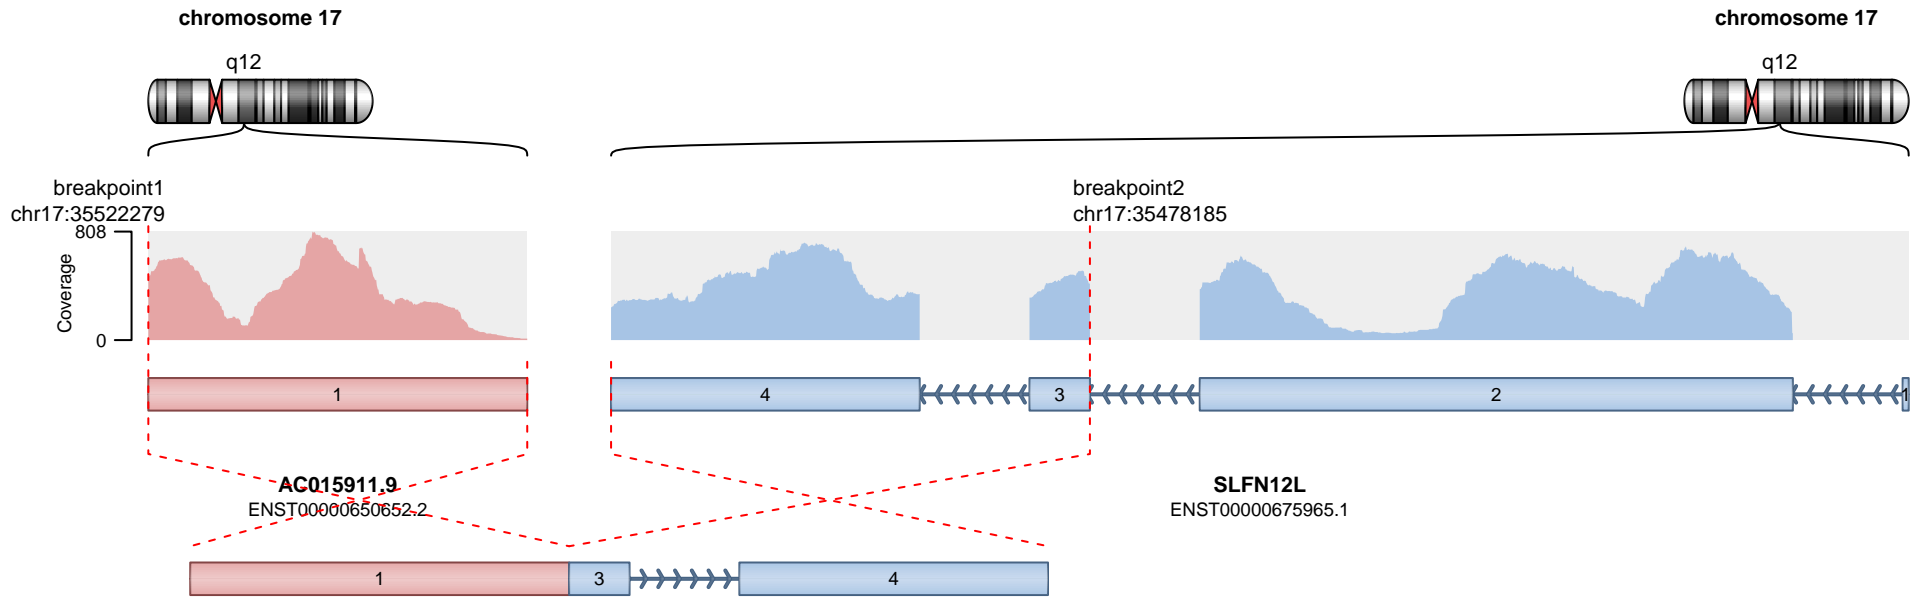 chromosome 17
chromosome 17
q12
q12
breakpoint1
chr17:35522279
breakpoint2
chr17:35478185
808
Coverage
0
1
4
3
2
1
AC015911.9
ENST00000650652.2
SLFN12L
ENST00000675965.1
1
3
4